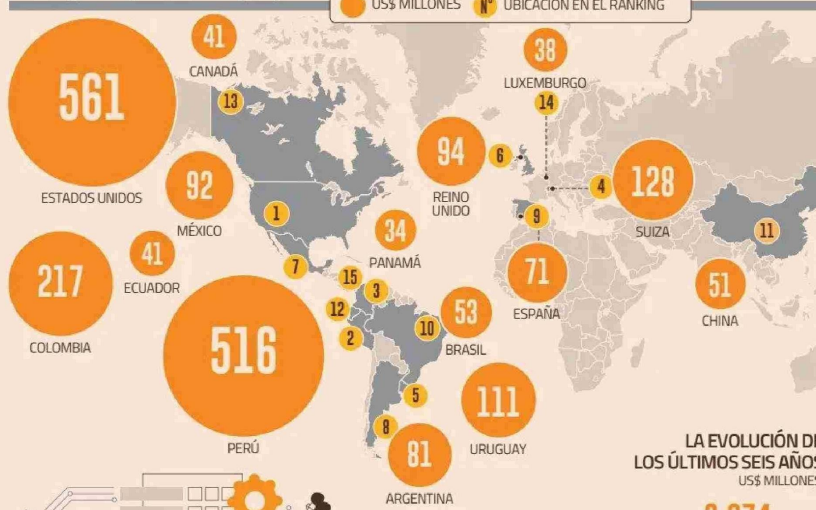 US$ MILLONES N° UBICACIÓN EN EL RANKING
41
CANADÁ
13
561
ESTADOS UNIDOS
38
LUXEMBURGO
14
92
MÉXICO
1
94
REINO
UNIDO
6
4
128
SUIZA
34
PANAMÁ
9
71
ESPAÑA
11
51
CHINA
217
COLOMBIA
41
ECUADOR
7
15
3
12
2
10
53
BRASIL
516
PERÚ
5
111
URUGUAY
8
81
ARGENTINA
LA EVOLUCIÓN
LOS ÚLTIMOS SEIS AÑOS
US$ MILLONES